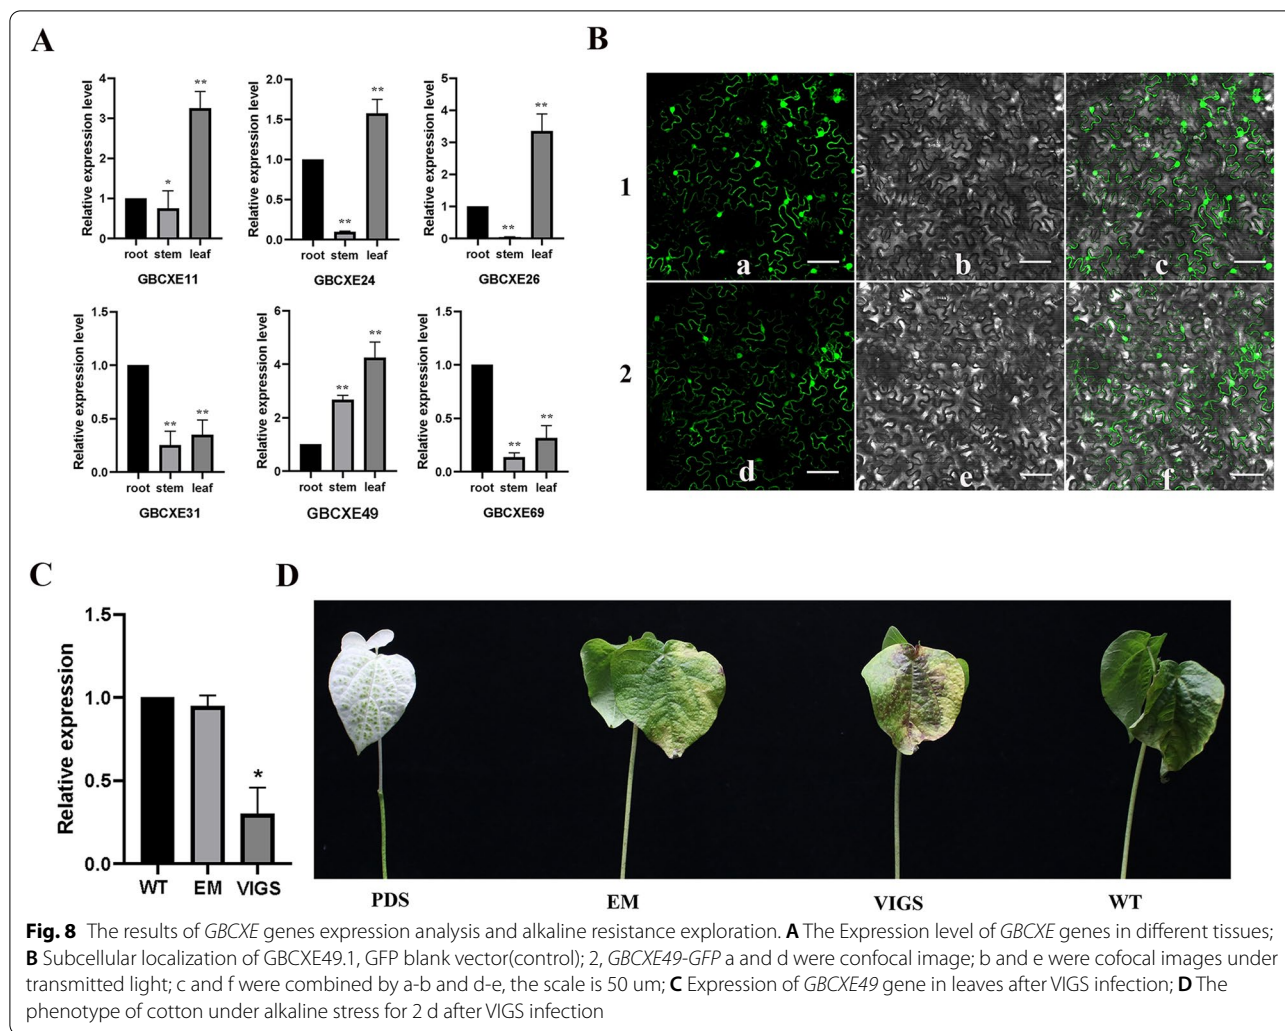 A
B
4
3
2
1
0
Relative expression level
**
*
root stem leaf
GBCXE11
2.0
1.5
1.0
0.5
0.0
Relative expression level
**
**
root stem leaf
GBCXE24
5
4
3
2
1
0
Relative expression level
**
**
root stem leaf
GBCXE26
1.5
1.0
0.5
0.0
Relative expression level
**
**
root stem leaf
GBCXE31
6
4
2
0
Relative expression level
**
**
root stem leaf
GBCXE49
1.5
1.0
0.5
0.0
Relative expression level
**
**
root stem leaf
GBCXE69
1
a
b
c
2
d
e
f
C
1.5
1.0
0.5
0.0
Relative expression
*
WT EM VIGS
D
PDS EM VIGS WT
Fig. 8 The results of GBCXE genes expression analysis and alkaline resistance exploration. A The Expression level of GBCXE genes in different tissues;
B Subcellular localization of GBCXE49.1, GFP blank vector(control); 2, GBCXE49-GFP a and d were confocal image; b and e were cofocal images under
transmitted light; c and f were combined by a-b and d-e, the scale is 50 um; C Expression of GBCXE49 gene in leaves after VIGS infection; D The
phenotype of cotton under alkaline stress for 2 d after VIGS infection